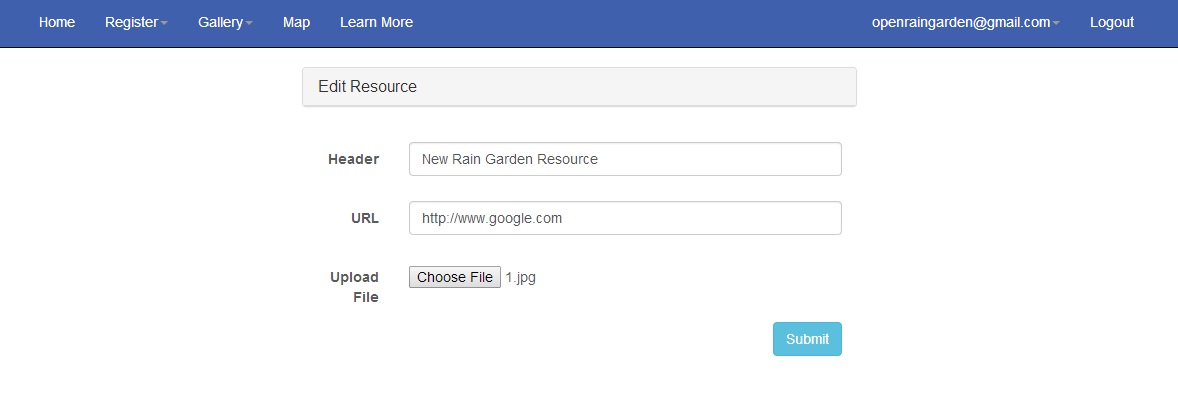 Home Register Gallery Map Learn More openraingarden@gmail.com Logout
Edit Resource
Header New Rain Garden Resource
URL http://www.google.com
Upload File Choose File 1.jpg
Submit